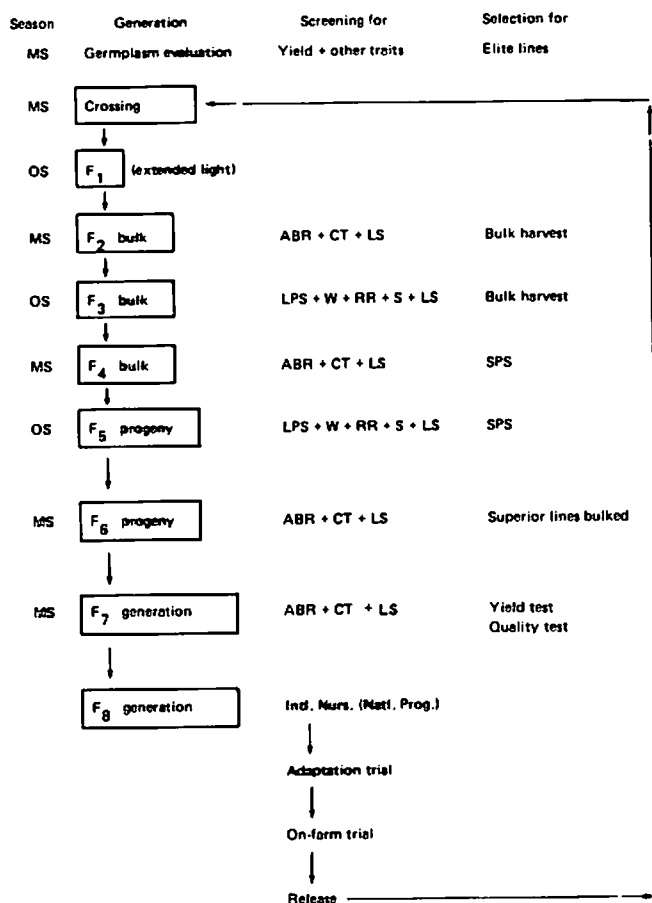 Season Generation Screening for Selection for
MS Germplasm evaluation Yield + other traits Elite lines
MS Crossing
OS F1 (extended light)
MS F2 bulk ABR + CT + LS Bulk harvest
OS F3 bulk LPS + W + RR + S + LS Bulk harvest
MS F4 bulk ABR + CT + LS SPS
OS F5 progeny LPS + W + RR + S + LS SPS
MS F6 progeny ABR + CT + LS Superior lines bulked
MS F7 generation ABR + CT + LS Yield test
Quality test
F8 generation Intl. Nurs. (Natl. Prog.)
Adaptation trial
On-farm trial
Release